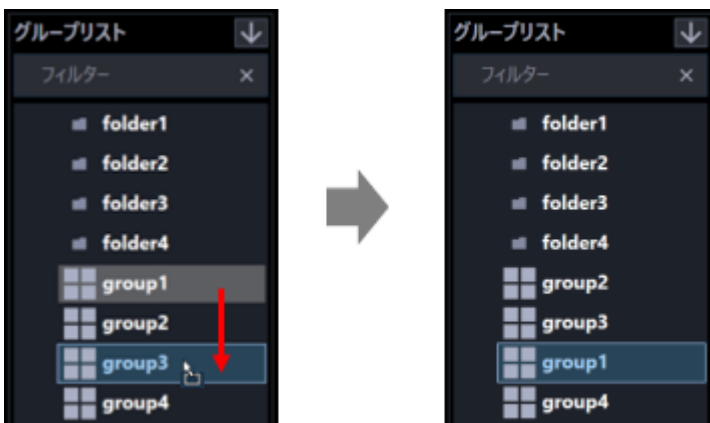 グループリスト
フィルター
folder1
folder2
folder3
folder4
group1
group2
group3
group4
グループリスト
フィルター
folder1
folder2
folder3
folder4
group2
group3
group1
group4